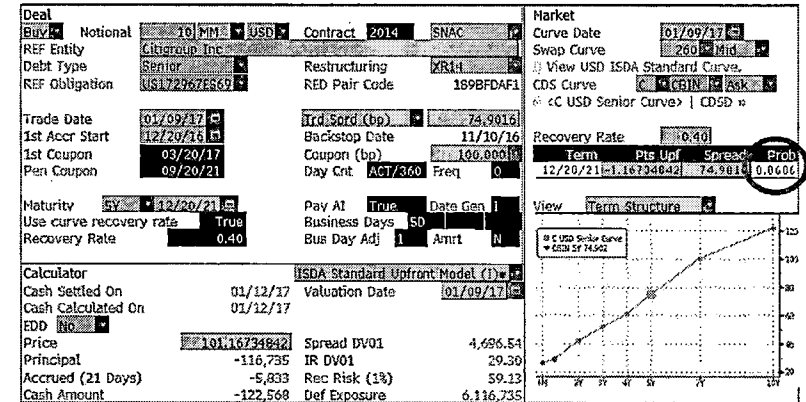 Deal
Buy Notional 10 MM USD Contract 2014 SNAC
REF Entity Citigroup Inc
Debt Type Senior Restructuring XR14
REF Obligation US172967ES69 RED Pair Code 1B9BFDAF1
Trade Date 01/09/17 Trd Sprd (bp) 74.9016
1st Accr Start 12/20/16 Backstop Date 11/10/16
1st Coupon 03/20/17 Coupon (bp) 100.000
Pen Coupon 09/20/21 Day Cnt ACT/360 Freq Q
Maturity 5Y 12/20/21 Pay AI True Date Gen I
Use curve recovery rate True Business Days 5D
Recovery Rate 0.40 Bus Day Adj 1 Amrt N
Calculator ISDA Standard Upfront Model (I)
Cash Settled On 01/12/17 Valuation Date 01/09/17
Cash Calculated On 01/12/17
EDD No
Price 101.16734842 Spread DV01 4,696.54
Principal -116,735 IR DV01 29.30
Accrued (21 Days) -5,833 Rec Risk (1%) 59.13
Cash Amount -122,568 Def Exposure 6,116,735
Market
Curve Date 01/09/17
Swap Curve 260 Mid
View USD ISDA Standard Curve.
CDS Curve C CBIN Ask
<C USD Senior Curve> | CDSD »
Recovery Rate 0.40
Term Pts Upf Spread Prob
12/20/21 -1.16734842 74.901 0.0606
View Term Structure
C USD Senior Curve
CBIN 5Y 74.902
20
2Y 3Y 4Y 5Y 7Y 10Y